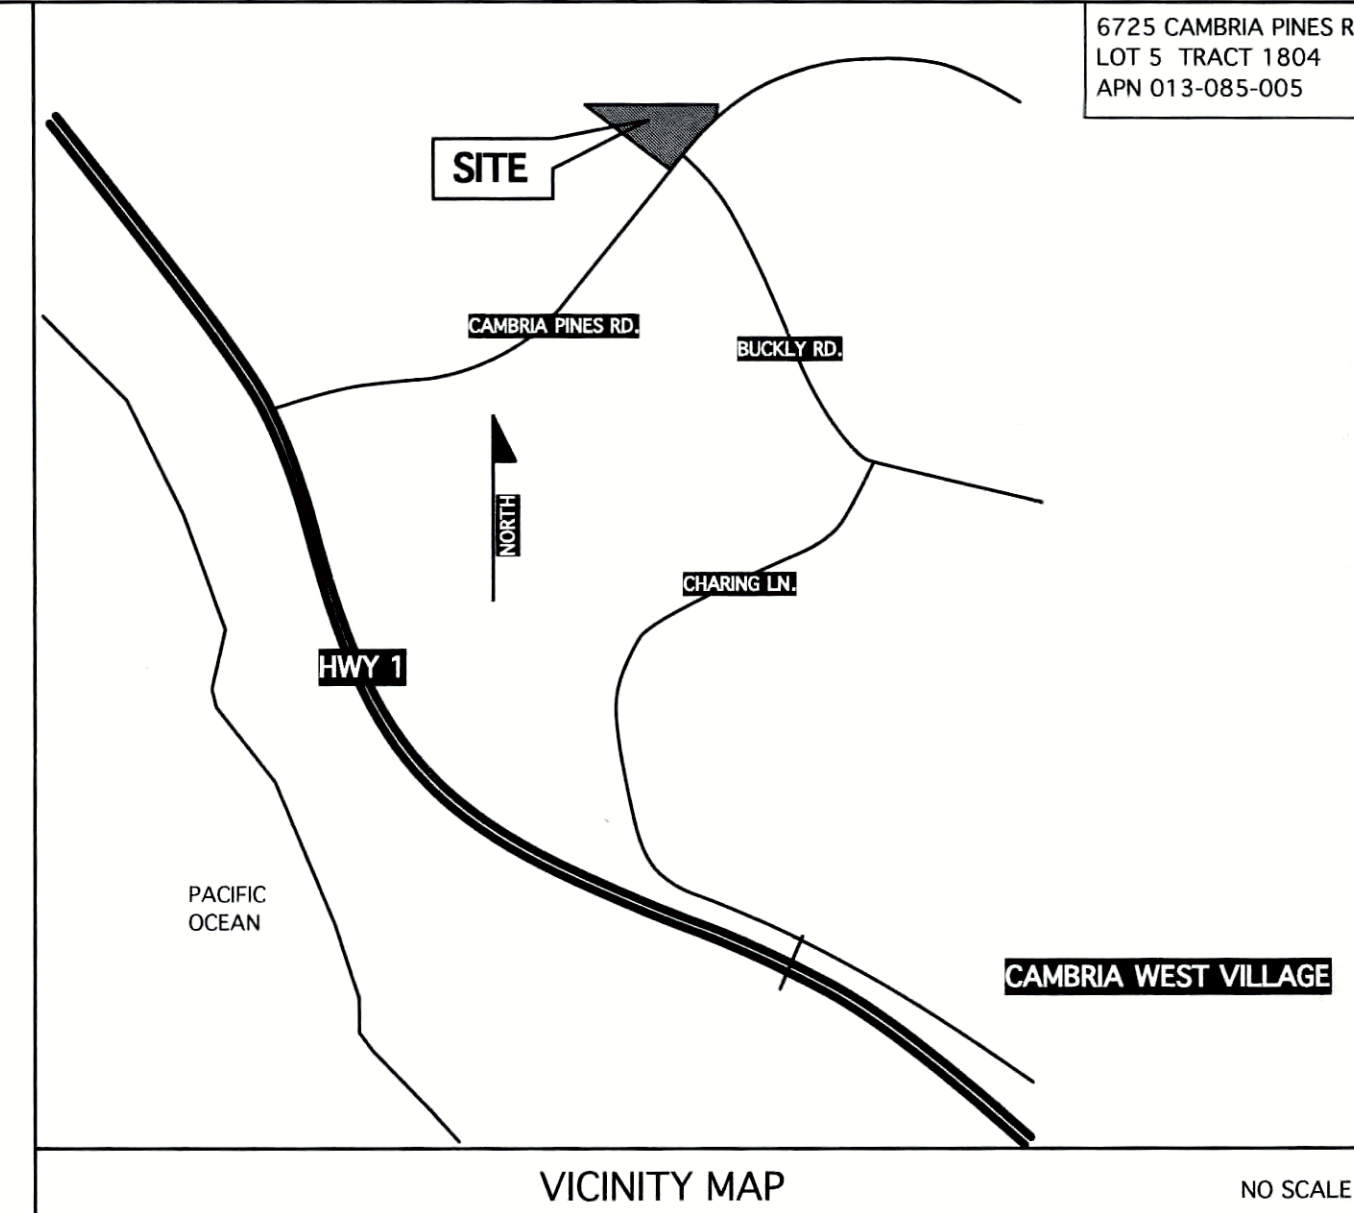 6725 CAMBRIA PINES R
LOT 5 TRACT 1804
APN 013-085-005
SITE
CAMBRIA PINES RD.
BUCKLY RD.
NORTH
CHARING LN.
HWY 1
PACIFIC
OCEAN
CAMBRIA WEST VILLAGE
VICINITY MAP
NO SCALE